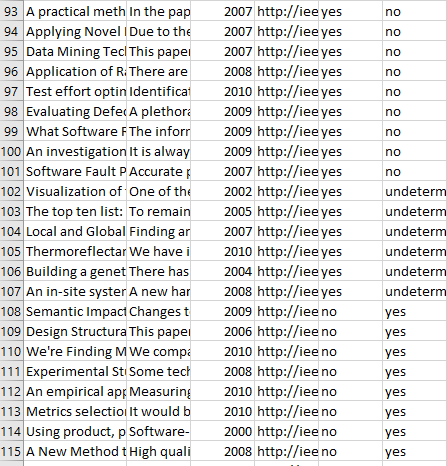 93 A practical meth In the pap 2007 http://iee yes no
94 Applying Novel Due to the 2007 http://iee yes no
95 Data Mining Tec This paper 2007 http://iee yes no
96 Application of Ra There are 2008 http://iee yes no
97 Test effort optin Identificat 2010 http://iee yes no
98 Evaluating Defec A plethora 2009 http://iee yes no
99 What Software F The inforn 2009 http://iee yes no
100 An investigation It is alway 2009 http://iee yes no
101 Software Fault P Accurate p 2007 http://iee yes no
102 Visualization of One of the 2002 http://iee yes undeterm
103 The top ten list: To remain 2005 http://iee yes undeterm
104 Local and Global Finding an 2007 http://iee yes undeterm
105 Thermoreflectar We have i 2010 http://iee yes undeterm
106 Building a genet There has 2004 http://iee yes undeterm
107 An in-site syster A new har 2008 http://iee yes undeterm
108 Semantic Impact Changes t 2009 http://iee no yes
109 Design Structura This paper 2006 http://iee no yes
110 We're Finding M We compa 2010 http://iee no yes
111 Experimental St Some tech 2008 http://iee no yes
112 An empirical app Measuring 2010 http://iee no yes
113 Metrics selection It would b 2010 http://iee no yes
114 Using product, p Software- 2000 http://iee no yes
115 A New Method t High quali 2008 http://iee no yes